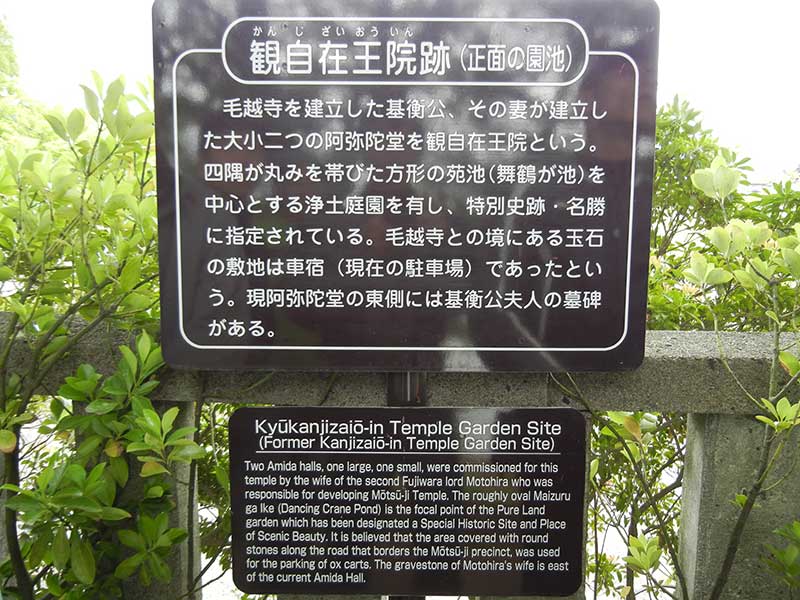 かんじざいおういん
観自在王院跡(正面の園池)
毛越寺を建立した基衡公、その妻が建立し
た大小二つの阿弥陀堂を観自在王院という。
四隅が丸みを帯びた方形の苑池(舞鶴が池)を
中心とする浄土庭園を有し、特別史跡・名勝
に指定されている。毛越寺との境にある玉石
の敷地は車宿(現在の駐車場)であったとい
う。現阿弥陀堂の東側には基衡公夫人の墓碑
がある。
Kyūkanjizaiō-in Temple Garden Site
(Former Kanjizaiō-in Temple Garden Site)
Two Amida halls, one large, one small, were commissioned for this
temple by the wife of the second Fujiwara lord Motohira who was
responsible for developing Mōtsū-ji Temple. The roughly oval Maizuru
ga Ike (Dancing Crane Pond) is the focal point of the Pure Land
garden which has been designated a Special Historic Site and Place
of Scenic Beauty. It is believed that the area covered with round
stones along the road that borders the Mōtsū-ji precinct, was used
for the parking of ox carts. The gravestone of Motohira's wife is east
of the current Amida Hall.